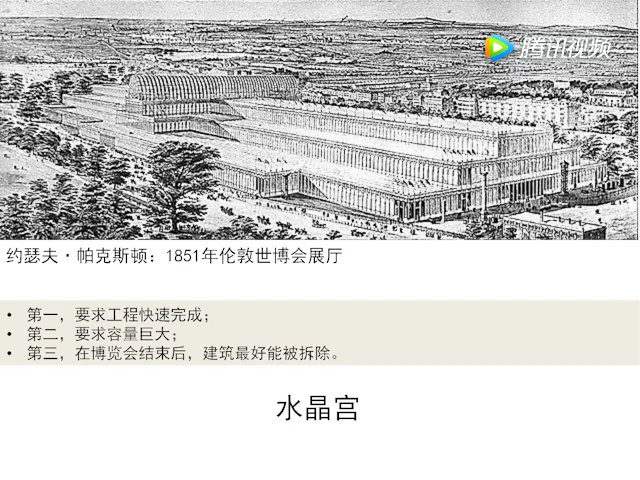 腾讯视频
约瑟夫·帕克斯顿：1851年伦敦世博会展厅
• 第一，要求工程快速完成；
• 第二，要求容量巨大；
• 第三，在博览会结束后，建筑最好能被拆除。
水晶宫